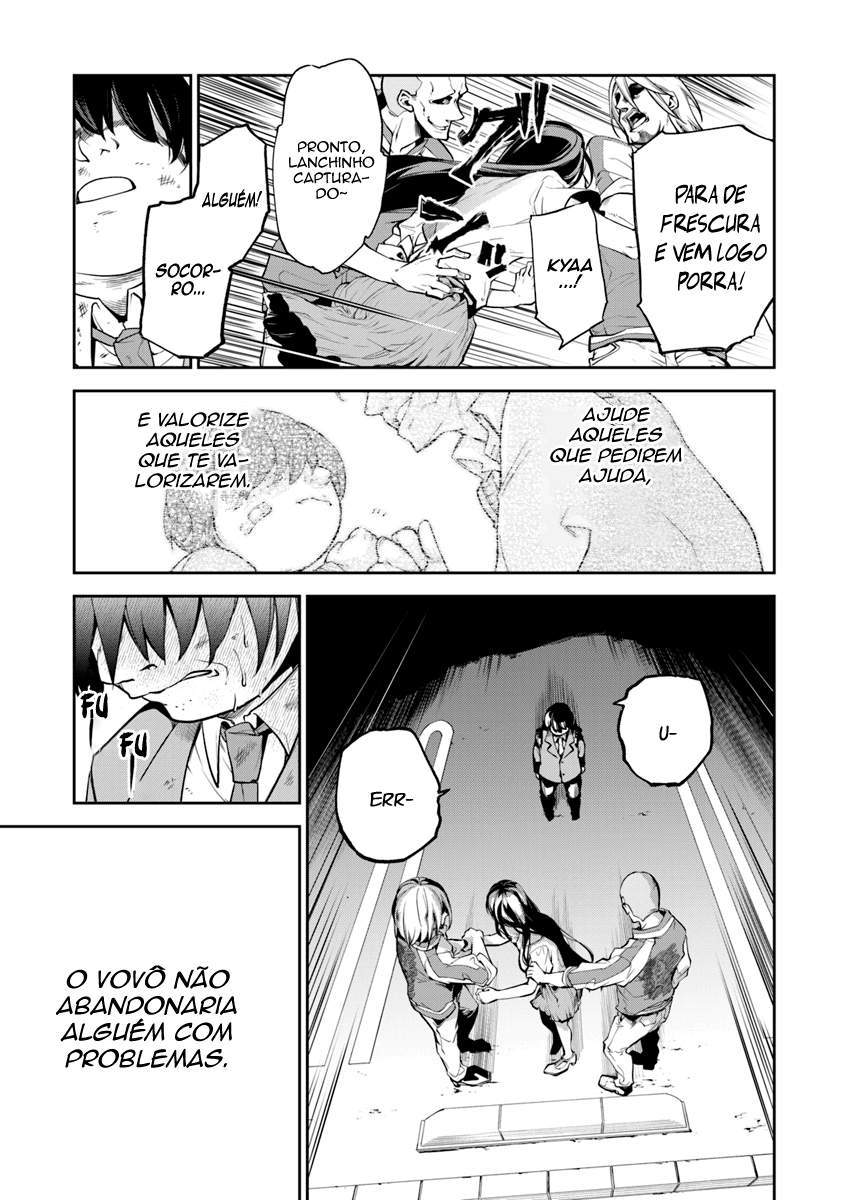 PARA DE
FRESCURA
E VEM LOGO
PORRA!
KYAA
...!
PRONTO,
LANCHINHO
CAPTURA-
DO~
ALGUÉM!
SOCOR-
RO...
AJUDE
AQUELES
QUE PEDIREM
AJUDA,
E VALORIZE
AQUELES
QUE TE VA-
LORIZAREM.
U-
ERR-
FU
FU
O VOVÔ NÃO
ABANDONARIA
ALGUÉM COM
PROBLEMAS.